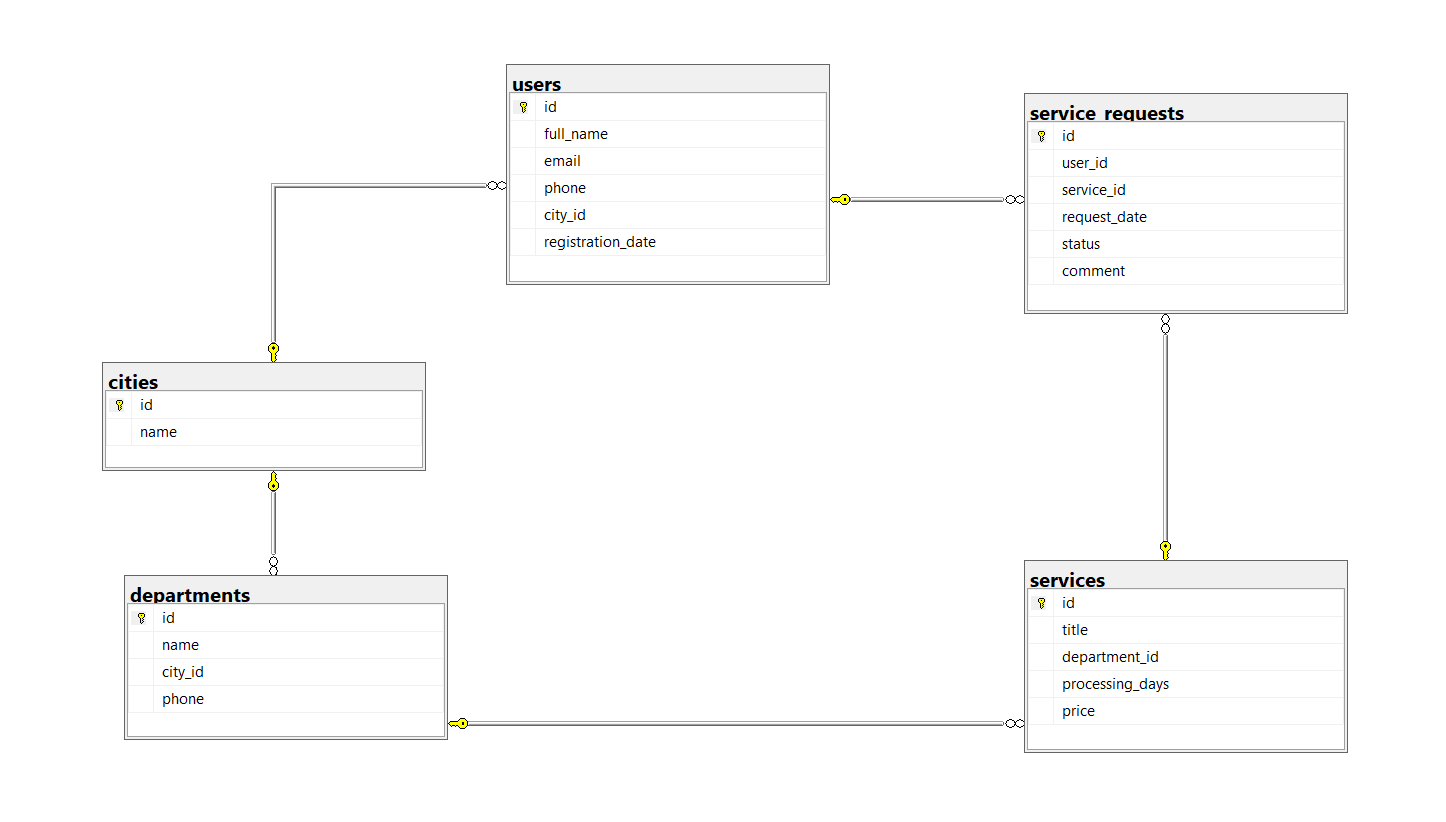 users
id
full_name
email
phone
city_id
registration_date
service_requests
id
user_id
service_id
request_date
status
comment
cities
id
name
departments
id
name
city_id
phone
services
id
title
department_id
processing_days
price